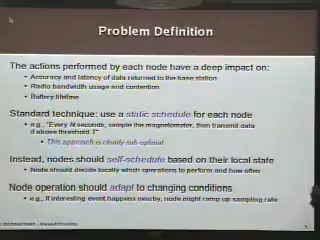 Problem Definition
The actions performed by each node have a deep impact on:
• Accuracy and latency of data returned to the base station
• Radio bandwidth usage and contention
• Battery lifetime
Standard technique: use a static schedule for each node
• e.g., "Every N seconds, sample the magnetometer, then transmit data
if above threshold T"
• This approach is clearly sub-optimal
Instead, nodes should self-schedule based on their local state
• Node should decide locally which operations to perform and how often
Node operation should adapt to changing conditions
• e.g., if interesting event happens nearby, node might ramp up sampling rate